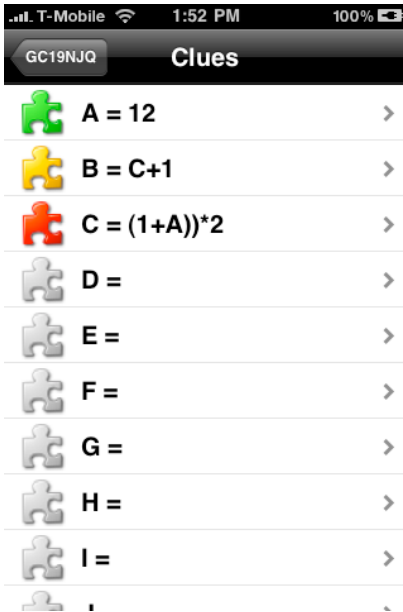 T-Mobile 1:52 PM 100%
GC19NJQ Clues
A = 12
B = C+1
C = (1+A))*2
D =
E =
F =
G =
H =
I =